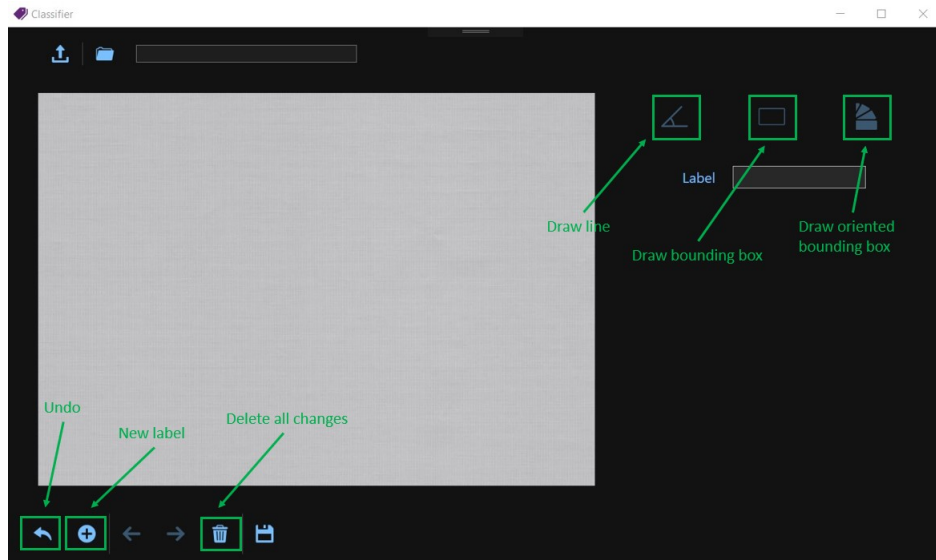 Classifier
Label
Draw line
Draw bounding box
Draw oriented
bounding box
Undo
New label
Delete all changes